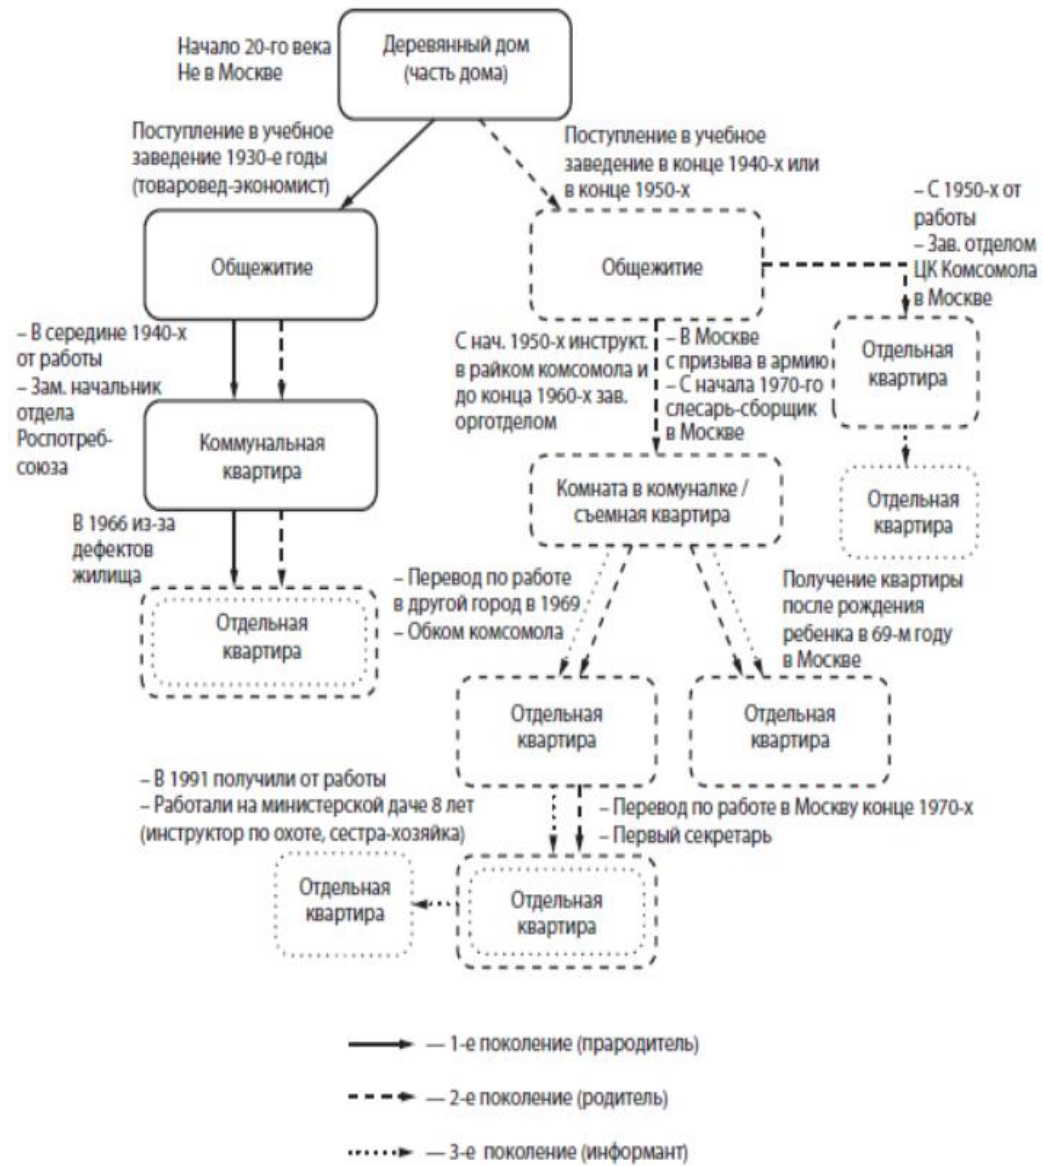 Начало 20-го века
Не в Москве
Деревянный дом
(часть дома)
Поступление в учебное
заведение 1930-е годы
(товаровед-экономист)
Поступление в учебное
заведение в конце 1940-х или
в конце 1950-х
– С 1950-х от
работы
– Зав. отделом
ЦК Комсомола
в Москве
Общежитие
Общежитие
– В середине 1940-х
от работы
– Зам. начальник
отдела
Роспотреб-
союза
С нач. 1950-х инструкт.
в райком комсомола и
до конца 1960-х зав.
орготделом
– В Москве
с призыва в армию
– С начала 1970-го
слесарь-сборщик
в Москве
Отдельная
квартира
Коммунальная
квартира
Комната в комуналке /
съемная квартира
Отдельная
квартира
В 1966 из-за
дефектов
жилища
– Перевод по работе
в другой город в 1969
– Обком комсомола
Получение квартиры
после рождения
ребенка в 69-м году
в Москве
Отдельная
квартира
Отдельная
квартира
Отдельная
квартира
– В 1991 получили от работы
– Работали на министерской даче 8 лет
(инструктор по охоте, сестра-хозяйка)
– Перевод по работе в Москву конце 1970-х
– Первый секретарь
Отдельная
квартира
Отдельная
квартира
— 1-е поколение (прародитель)
— 2-е поколение (родитель)
— 3-е поколение (информант)